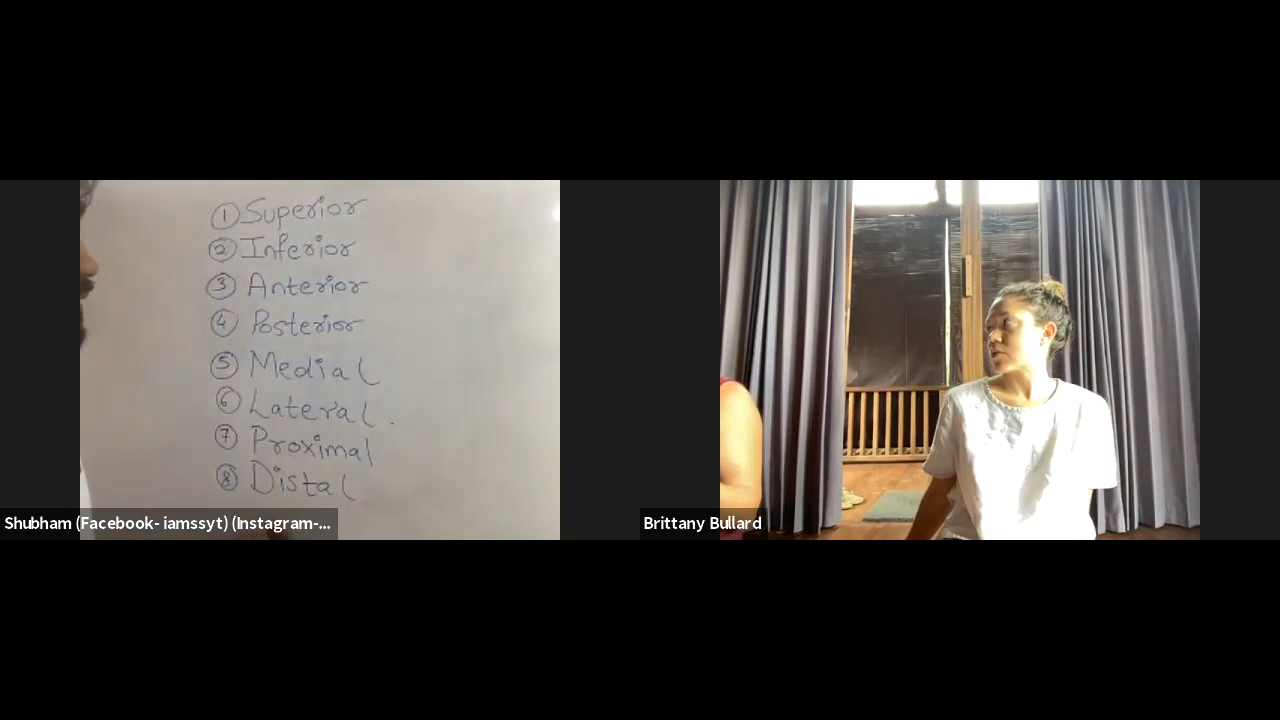 ① Superior
② Inferior
③ Anterior
④ Posterior
⑤ Medial
⑥ Lateral.
⑦ Proximal
⑧ Distal
Shubham (Facebook- iamssyt) (Instagram-...
Brittany Bullard